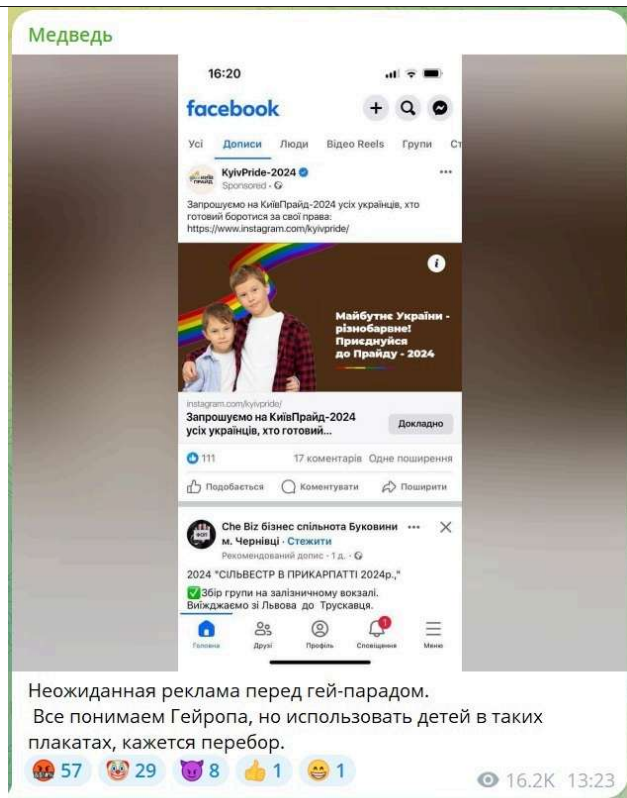 Медведь
16:20
facebook
Усі Дописи Люди Відео Reels Групи Ст
KyivPride-2024
Sponsored ·
Запрошуємо на КиївПрайд-2024 усіх українців, хто
готовий боротися за свої права:
https://www.instagram.com/kyivpride/
Майбутнє України -
різнобарвне!
Приєднуйся
до Прайду - 2024
instagram.com/kyivpride/
Запрошуємо на КиївПрайд-2024
усіх українців, хто готовий...
Докладно
111 17 коментарів Одне поширення
Подобається Коментувати Поширити
Che Biz бізнес спільнота Буковини
м. Чернівці · Стежити
Рекомендований допис · 1 д. ·
2024 "СІЛЬВЕСТР В ПРИКАРПАТТІ 2024р.,"
✅Збір групи на залізничному вокзалі.
Виїжджаємо зі Львова до Трускавця.
1
Головна Друзі Профіль Сповіщення Меню
Неожиданная реклама перед гей-парадом.
Все понимаем Гейропа, но использовать детей в таких
плакатах, кажется перебор.
🤬 57 🤡 29 😈 8 👍 1 😁 1 16.2K 13:23